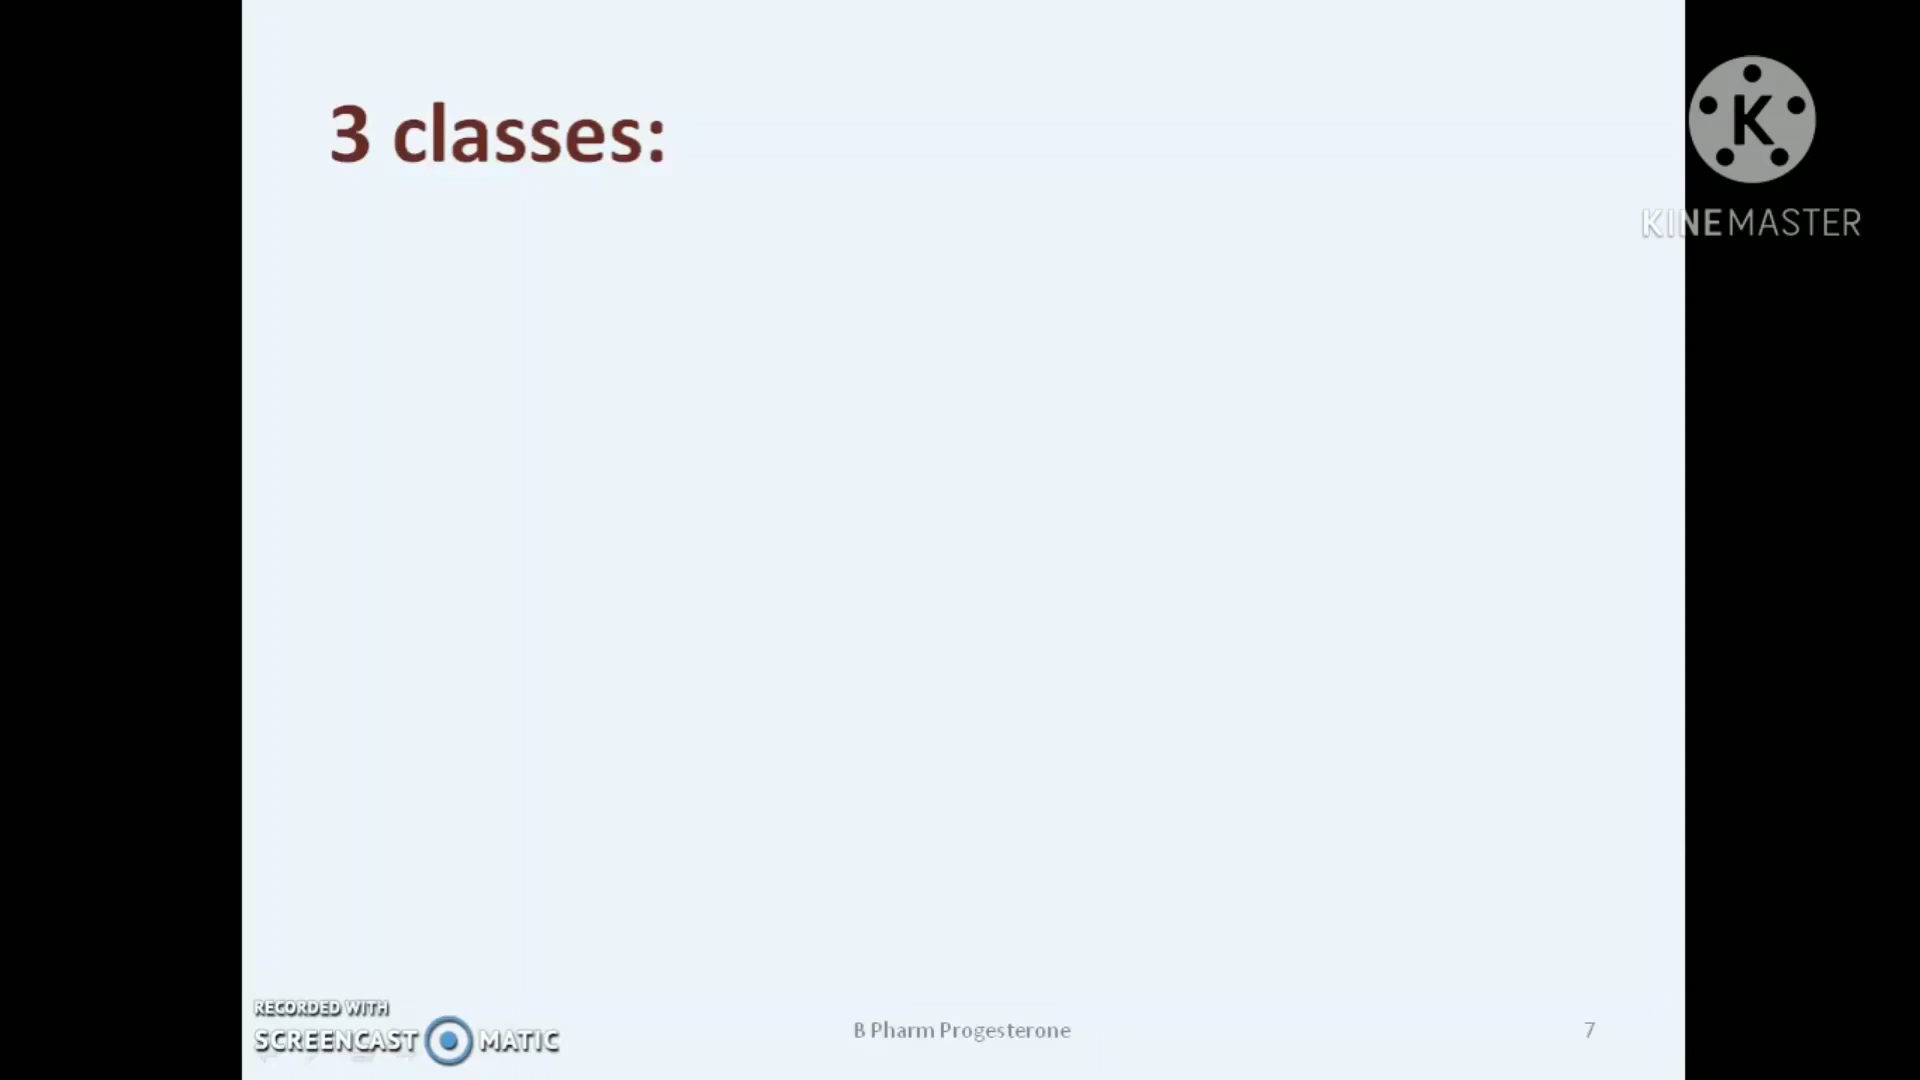 3 classes:
K
KINEMASTER
RECORDED WITH
SCREENCAST MATIC
B Pharm Progesterone
7